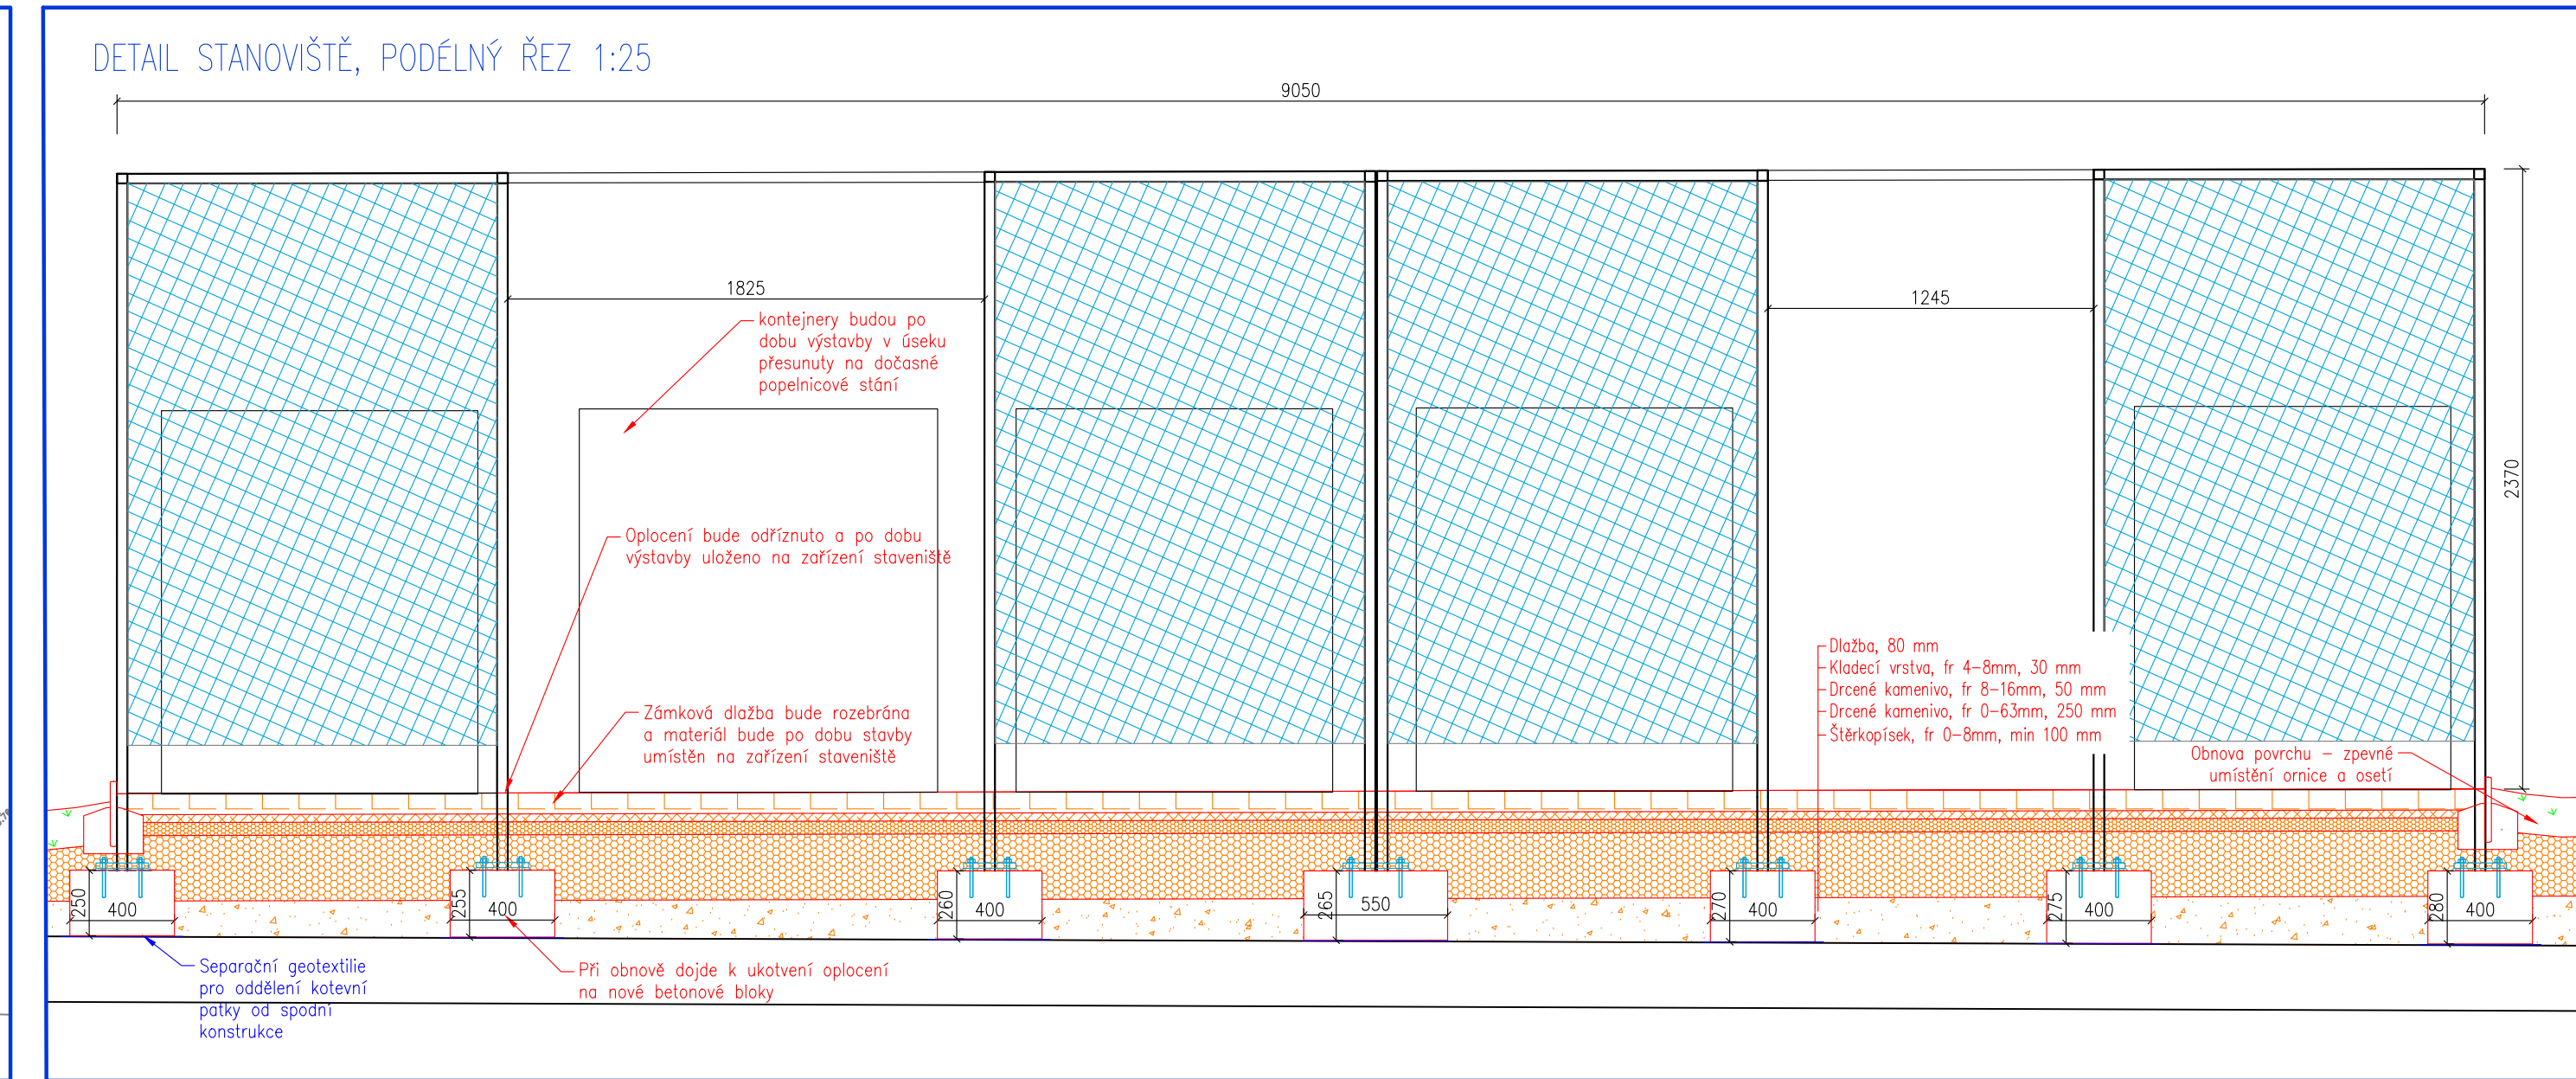 DETAIL STANOVIŠTĚ, PODÉLNÝ ŘEZ 1:25
9050
1825
1245
2370
kontejnery budou po
dobu výstavby v úseku
přesunuty na dočasné
popelnicové stání
Oplocení bude odříznuto a po dobu
výstavby uloženo na zařízení staveniště
Zámková dlažba bude rozebrána
a materiál bude po dobu stavby
umístěn na zařízení staveniště
Dlažba, 80 mm
Kladecí vrstva, fr 4-8mm, 30 mm
Drcené kamenivo, fr 8-16mm, 50 mm
Drcené kamenivo, fr 0-63mm, 250 mm
Štěrkopísek, fr 0-8mm, min 100 mm
Obnova povrchu - zpevné
umístění ornice a osetí
250
400
255
400
260
400
265
550
270
400
275
400
280
400
Separační geotextilie
pro oddělení kotevní
patky od spodní
konstrukce
Při obnově dojde k ukotvení oplocení
na nové betonové bloky